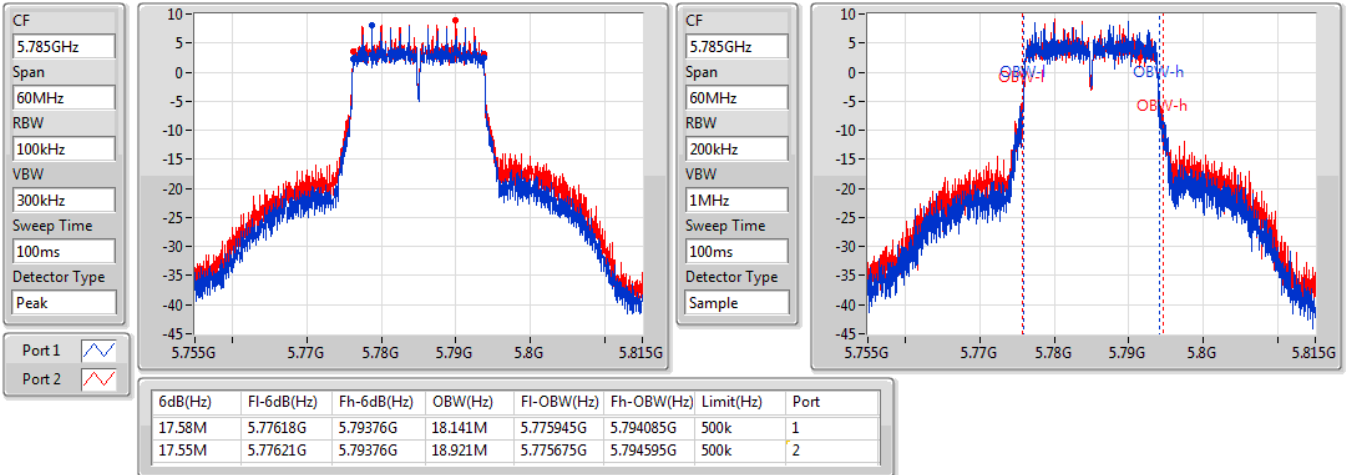 CF
5.785GHz
Span
60MHz
RBW
100kHz
VBW
300kHz
Sweep Time
100ms
Detector Type
Peak
Port 1
Port 2
10
5
0
-5
-10
-15
-20
-25
-30
-35
-40
-45
5.755G 5.77G 5.78G 5.79G 5.8G 5.815G
CF
5.785GHz
Span
60MHz
RBW
200kHz
VBW
1MHz
Sweep Time
100ms
Detector Type
Sample
10
5
0
-5
-10
-15
-20
-25
-30
-35
-40
-45
OBW-l
OBW-l
OBW-h
OBW-h
5.755G 5.77G 5.78G 5.79G 5.8G 5.815G
6dB(Hz) Fl-6dB(Hz) Fh-6dB(Hz) OBW(Hz) Fl-OBW(Hz) Fh-OBW(Hz) Limit(Hz) Port
17.58M 5.77618G 5.79376G 18.141M 5.775945G 5.794085G 500k 1
17.55M 5.77621G 5.79376G 18.921M 5.775675G 5.794595G 500k 2